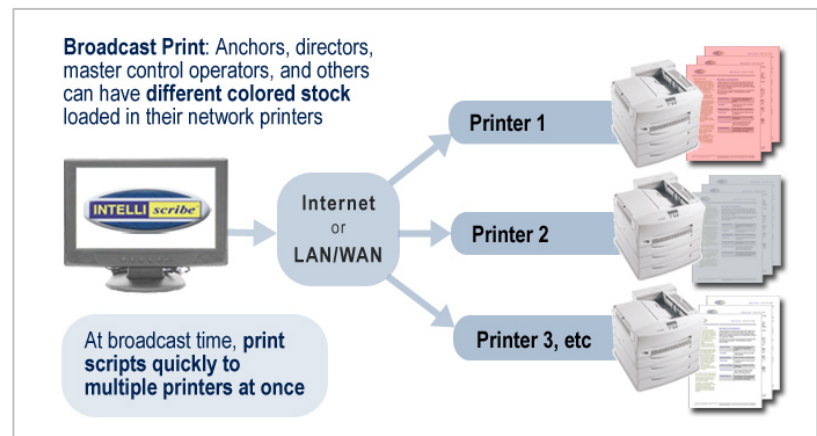 Broadcast Print: Anchors, directors,
master control operators, and others
can have different colored stock
loaded in their network printers
INTELLIscribe®
Internet
or
LAN/WAN
Printer 1
Printer 2
Printer 3, etc
At broadcast time, print
scripts quickly to
multiple printers at once